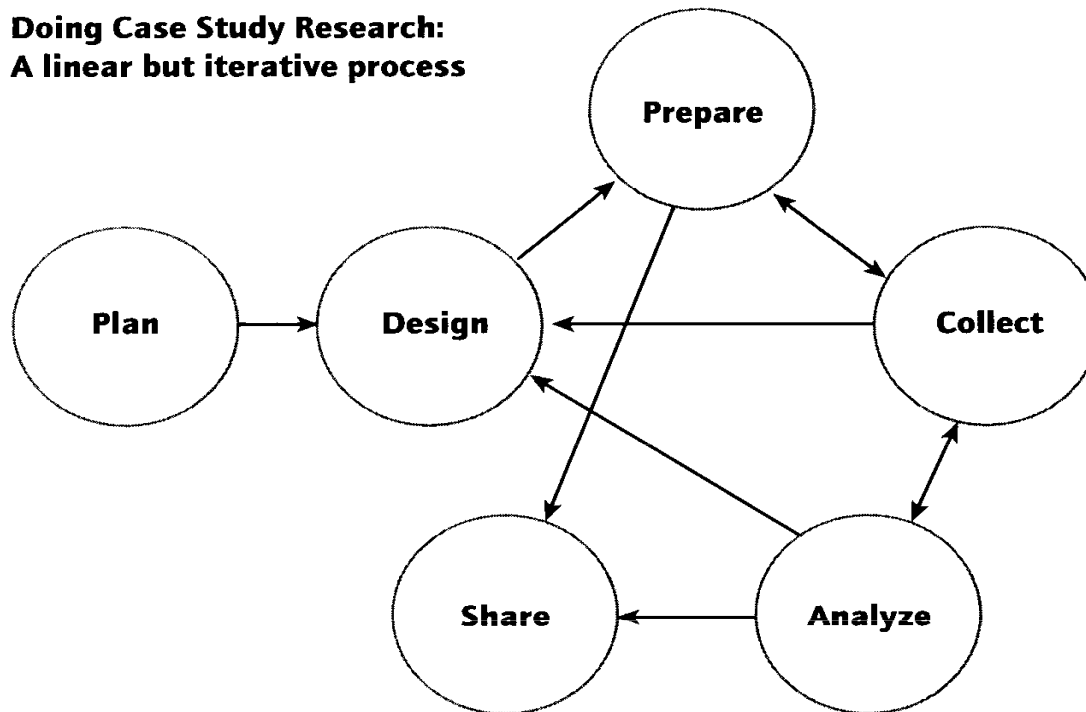 Doing Case Study Research:
A linear but iterative process
Prepare
Plan
Design
Collect
Share
Analyze